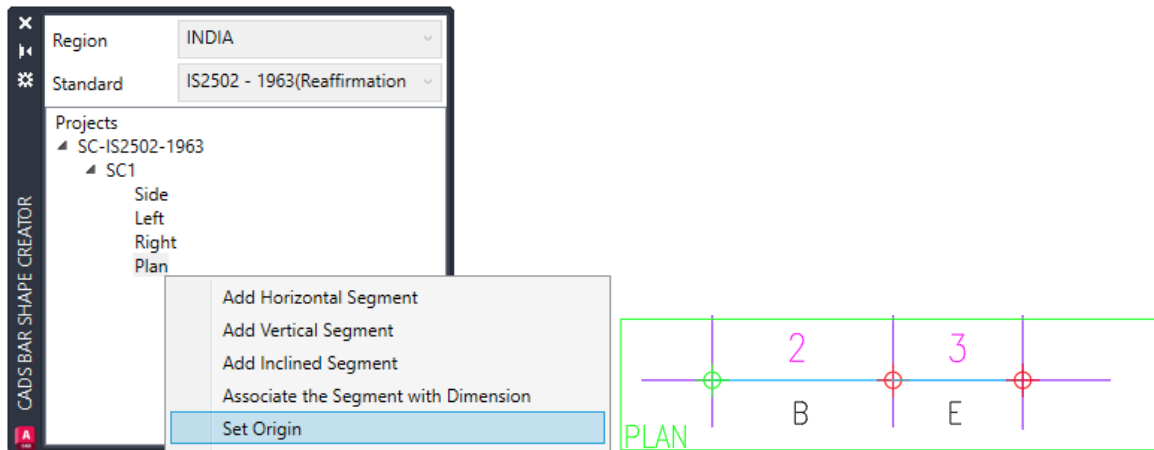 Region
INDIA
Standard
IS2502 - 1963(Reaffirmation
Projects
SC-IS2502-1963
SC1
Side
Left
Right
Plan
CADS BAR SHAPE CREATOR
A
CAD
Add Horizontal Segment
Add Vertical Segment
Add Inclined Segment
Associate the Segment with Dimension
Set Origin
2 3
B E
PLAN